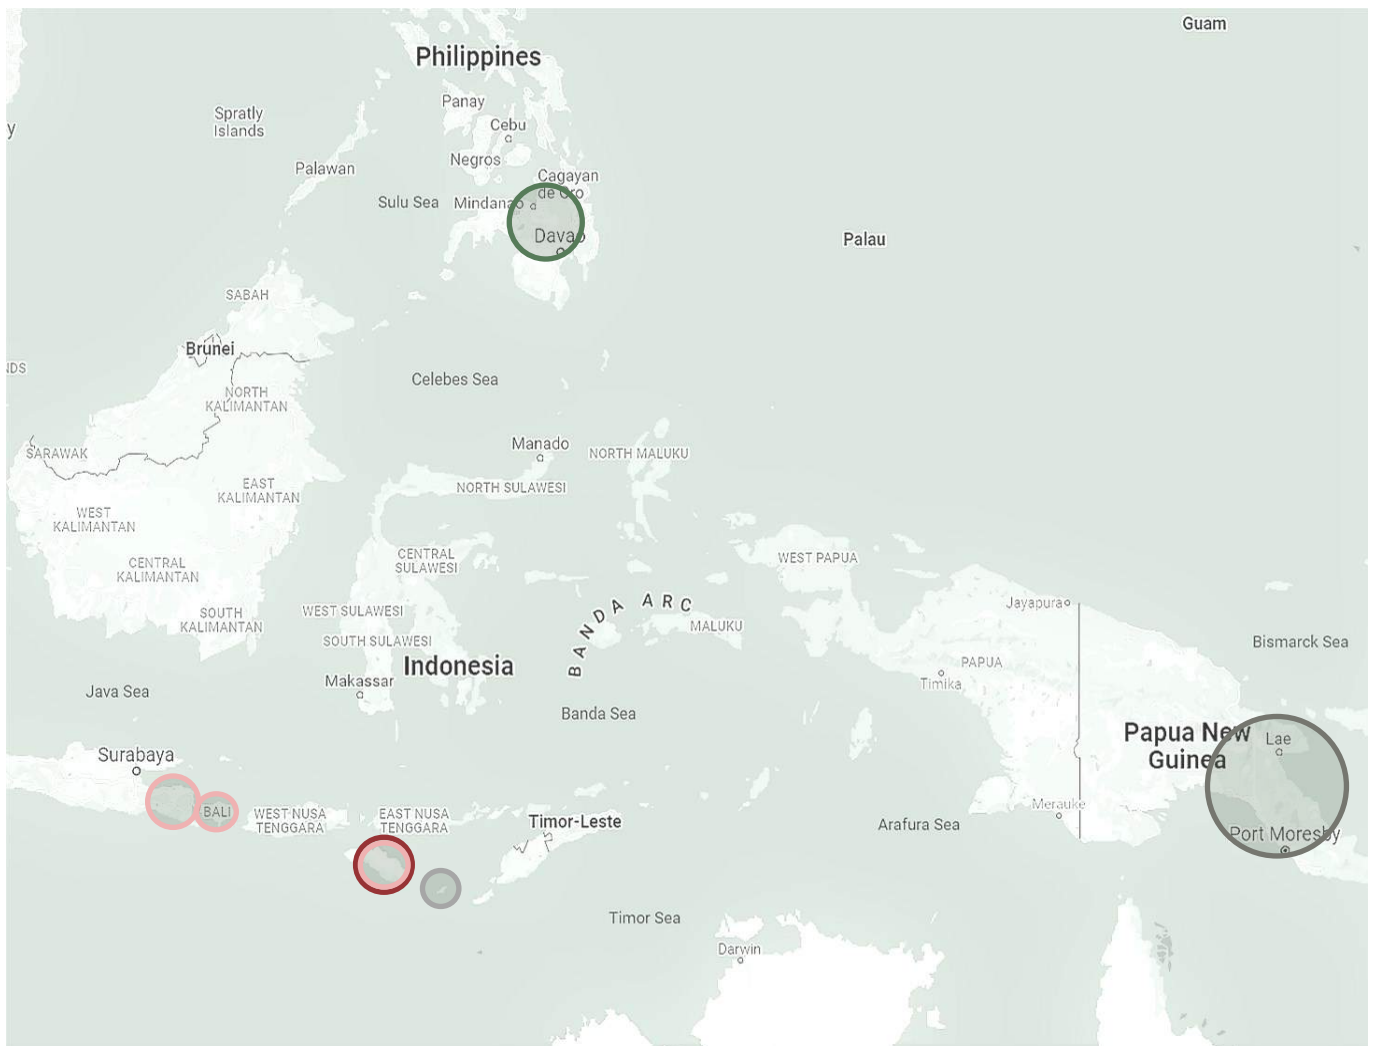 Guam
Philippines
Panay
Spratly
Islands
Cebu
y
Negros
Palawan
Cagayan
de Oro
Sulu Sea
Mindanao
Davao
Palau
SABAH
Brunei
NDS
Celebes Sea
NORTH
KALIMANTAN
Manado
SARAWAK
NORTH MALUKU
EAST
KALIMANTAN
NORTH SULAWESI
WEST
KALIMANTAN
CENTRAL
SULAWESI
WEST PAPUA
CENTRAL
KALIMANTAN
BANDA ARC
Jayapura
WEST SULAWESI
SOUTH
KALIMANTAN
MALUKU
SOUTH SULAWESI
Bismarck Sea
Indonesia
PAPUA
Makassar
Timika
Java Sea
Banda Sea
Papua New
Guinea
Lae
Surabaya
Merauke
BALI
WEST NUSA
TENGGARA
EAST NUSA
TENGGARA
Timor-Leste
Arafura Sea
Port Moresby
Timor Sea
Darwin